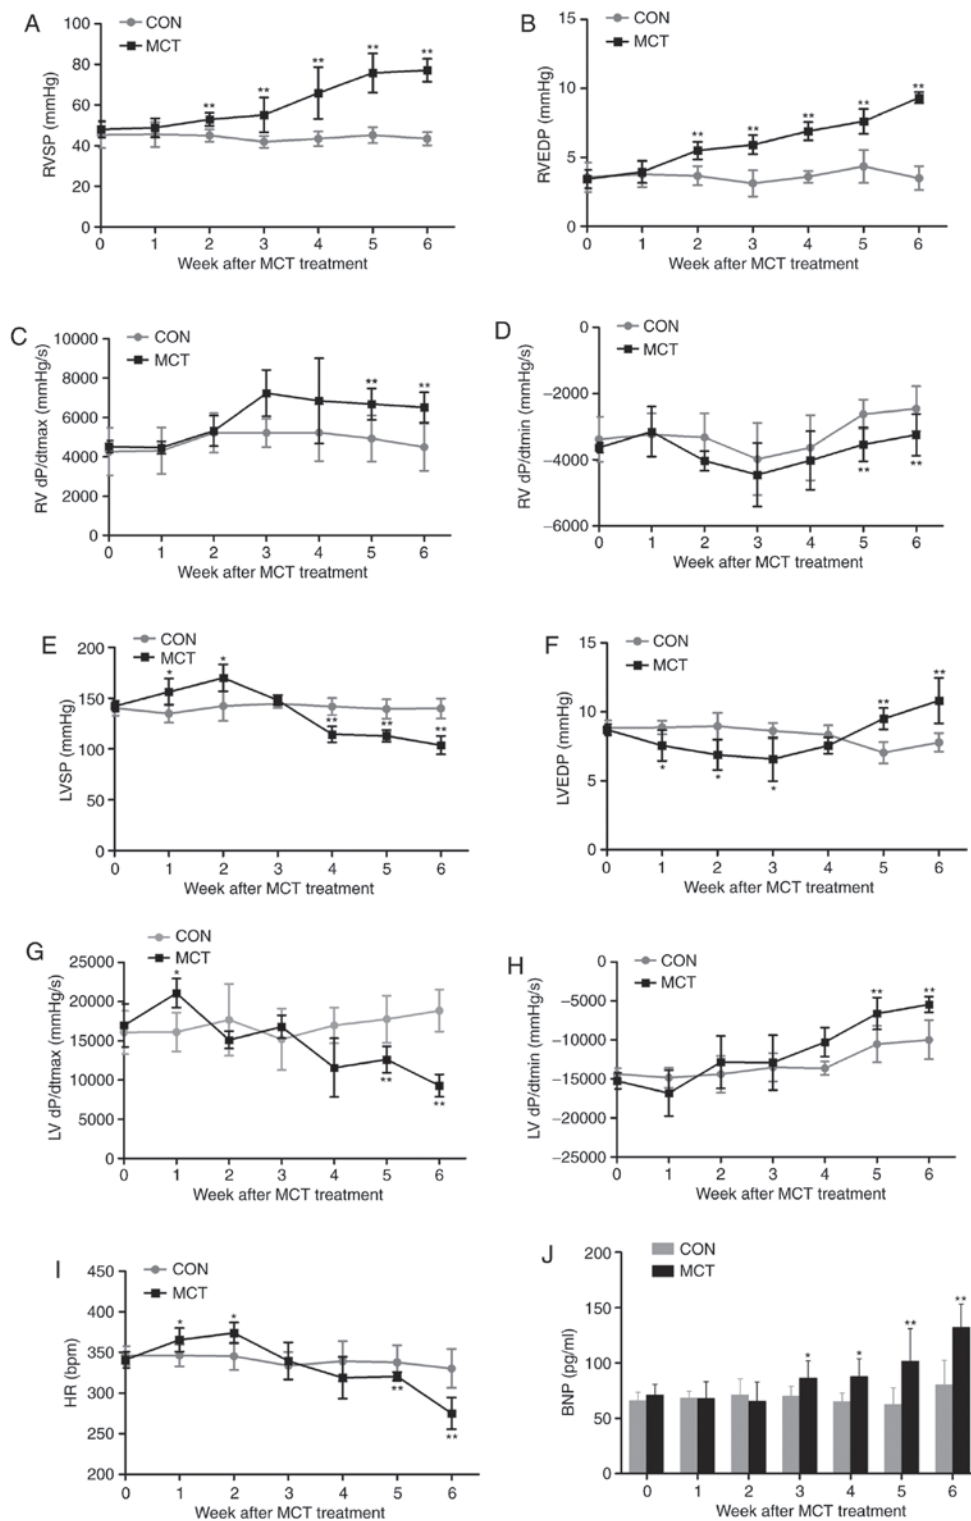 A
CON
MCT
RVSP (mmHg)
100
80
60
40
20
0
** ** ** ** **
0 1 2 3 4 5 6
Week after MCT treatment
B
CON
MCT
RVEDP (mmHg)
15
10
5
0
** ** ** ** **
0 1 2 3 4 5 6
Week after MCT treatment
C
CON
MCT
RV dP/dtmax (mmHg/s)
10000
8000
6000
4000
2000
0
** **
0 1 2 3 4 5 6
Week after MCT treatment
D
CON
MCT
RV dP/dtmin (mmHg/s)
0
−2000
−4000
−6000
** **
0 1 2 3 4 5 6
Week after MCT treatment
E
CON
MCT
LVSP (mmHg)
200
150
100
50
0
* * ** ** **
0 1 2 3 4 5 6
Week after MCT treatment
F
CON
MCT
LVEDP (mmHg)
15
10
5
0
* * * ** **
0 1 2 3 4 5 6
Week after MCT treatment
G
CON
MCT
LV dP/dtmax (mmHg/s)
25000
20000
15000
10000
5000
0
* ** **
0 1 2 3 4 5 6
Week after MCT treatment
H
CON
MCT
LV dP/dtmin (mmHg/s)
0
−5000
−10000
−15000
−20000
−25000
** **
0 1 2 3 4 5 6
Week after MCT treatment
I
CON
MCT
HR (bpm)
450
400
350
300
250
200
* * ** **
0 1 2 3 4 5 6
Week after MCT treatment
J
CON
MCT
BNP (pg/ml)
200
150
100
50
0
* * ** **
0 1 2 3 4 5 6
Week after MCT treatment